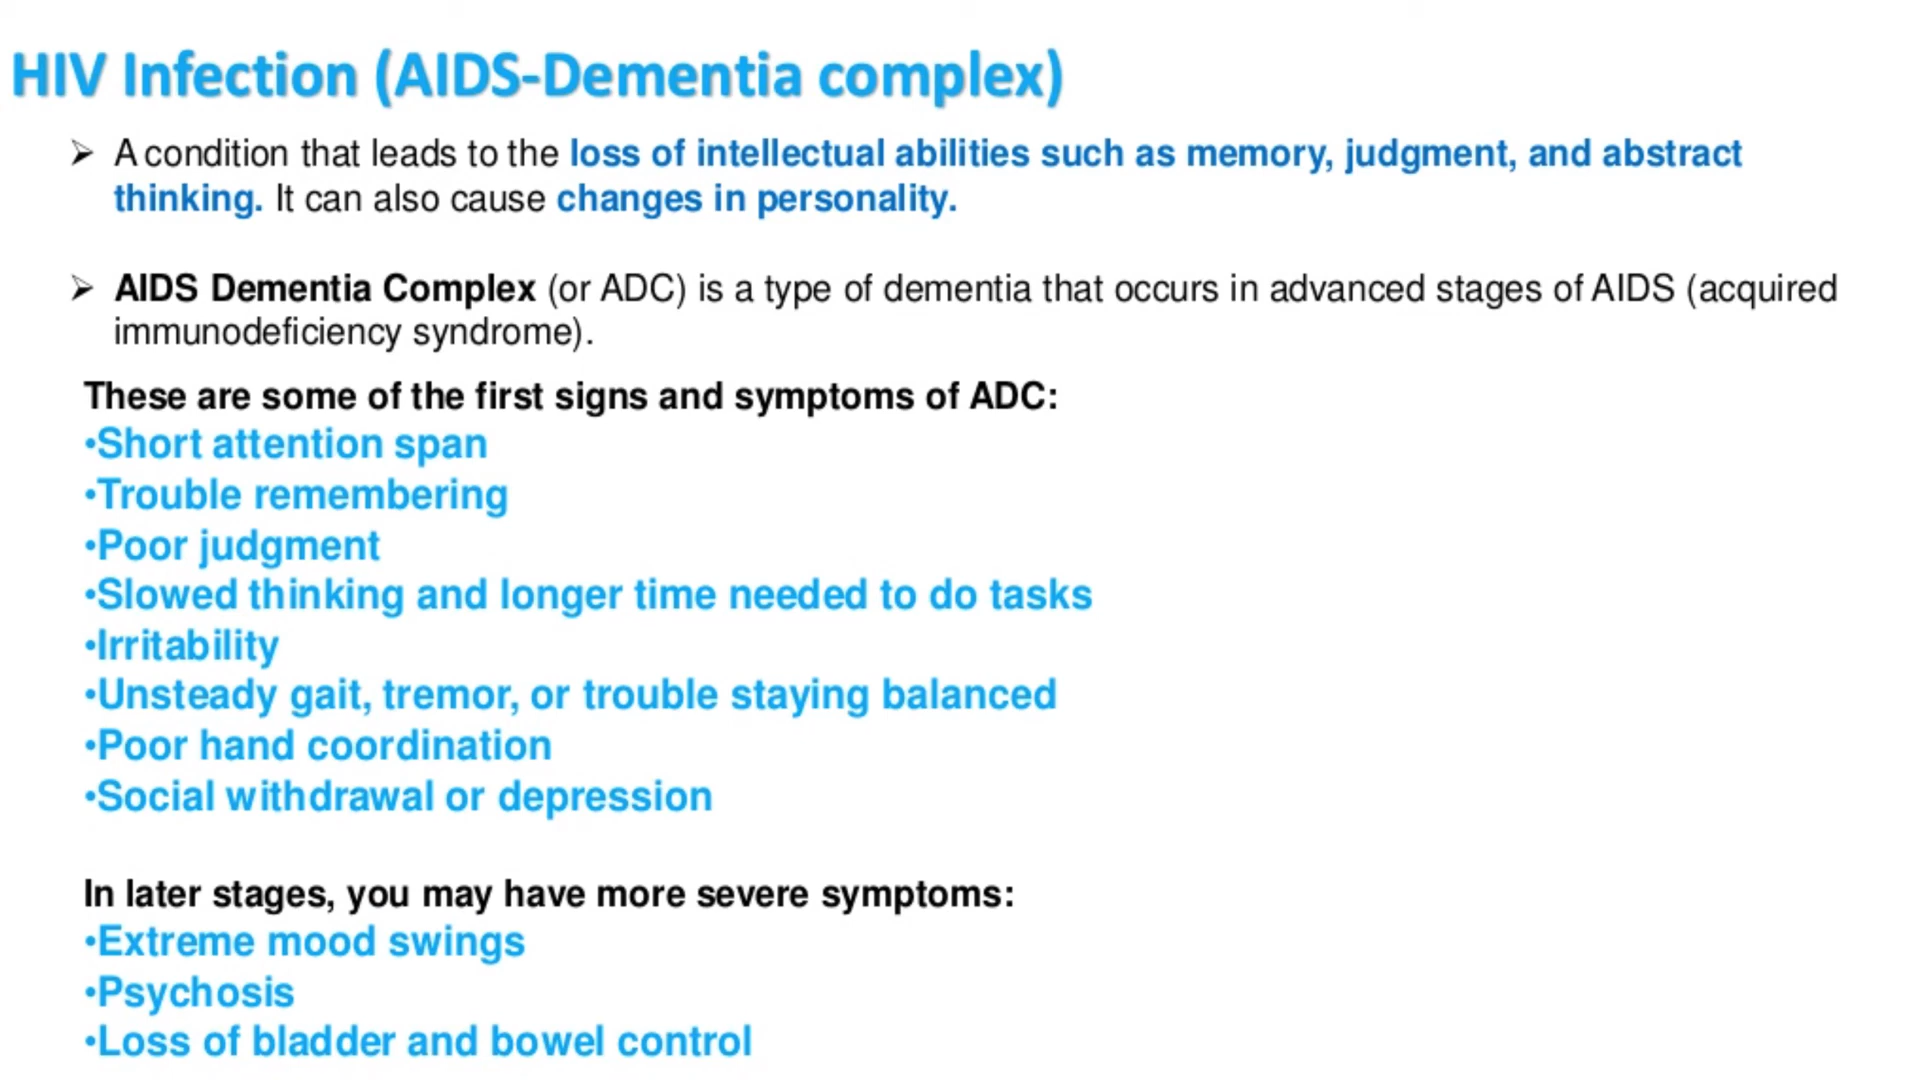 HIV Infection (AIDS-Dementia complex)
➢ A condition that leads to the loss of intellectual abilities such as memory, judgment, and abstract
thinking. It can also cause changes in personality.
➢ AIDS Dementia Complex (or ADC) is a type of dementia that occurs in advanced stages of AIDS (acquired
immunodeficiency syndrome).
These are some of the first signs and symptoms of ADC:
•Short attention span
•Trouble remembering
•Poor judgment
•Slowed thinking and longer time needed to do tasks
•Irritability
•Unsteady gait, tremor, or trouble staying balanced
•Poor hand coordination
•Social withdrawal or depression
In later stages, you may have more severe symptoms:
•Extreme mood swings
•Psychosis
•Loss of bladder and bowel control